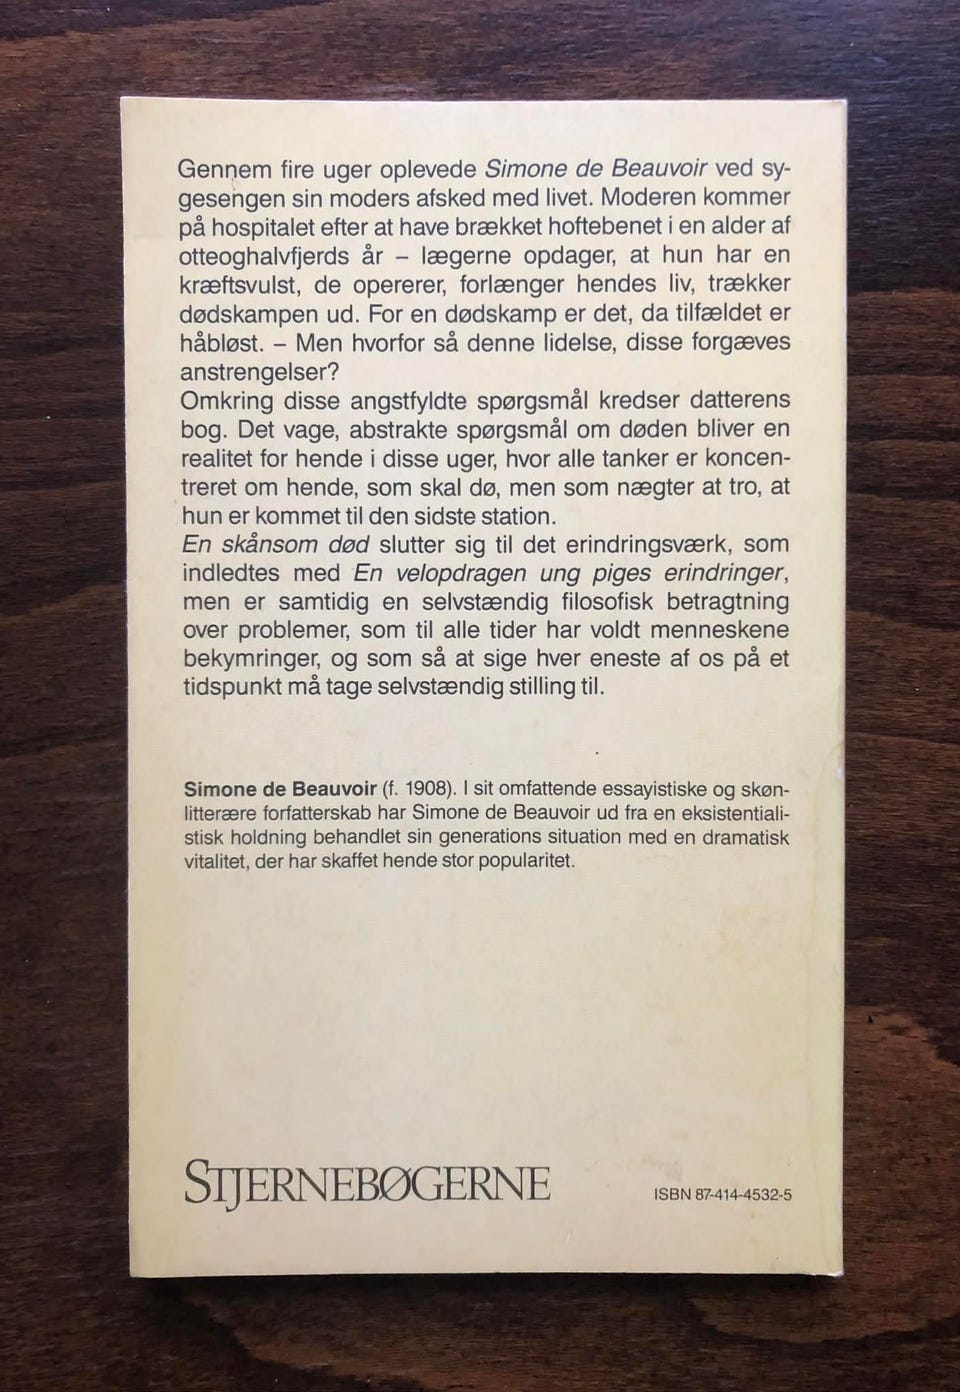 Gennem fire uger oplevede Simone de Beauvoir ved sy-
gesengen sin moders afsked med livet. Moderen kommer
på hospitalet efter at have brækket hoftebenet i en alder af
otteoghalvfjerds år – lægerne opdager, at hun har en
kræftsvulst, de opererer, forlænger hendes liv, trækker
dødskampen ud. For en dødskamp er det, da tilfældet er
håbløst. – Men hvorfor så denne lidelse, disse forgæves
anstrengelser?
Omkring disse angstfyldte spørgsmål kredser datterens
bog. Det vage, abstrakte spørgsmål om døden bliver en
realitet for hende i disse uger, hvor alle tanker er koncen-
treret om hende, som skal dø, men som nægter at tro, at
hun er kommet til den sidste station.
En skånsom død slutter sig til det erindringsværk, som
indledtes med En velopdragen ung piges erindringer,
men er samtidig en selvstændig filosofisk betragtning
over problemer, som til alle tider har voldt menneskene
bekymringer, og som så at sige hver eneste af os på et
tidspunkt må tage selvstændig stilling til.
Simone de Beauvoir (f. 1908). I sit omfattende essayistiske og skøn-
litterære forfatterskab har Simone de Beauvoir ud fra en eksistentiali-
stisk holdning behandlet sin generations situation med en dramatisk
vitalitet, der har skaffet hende stor popularitet.
STJERNEBØGERNE
ISBN 87-414-4532-5